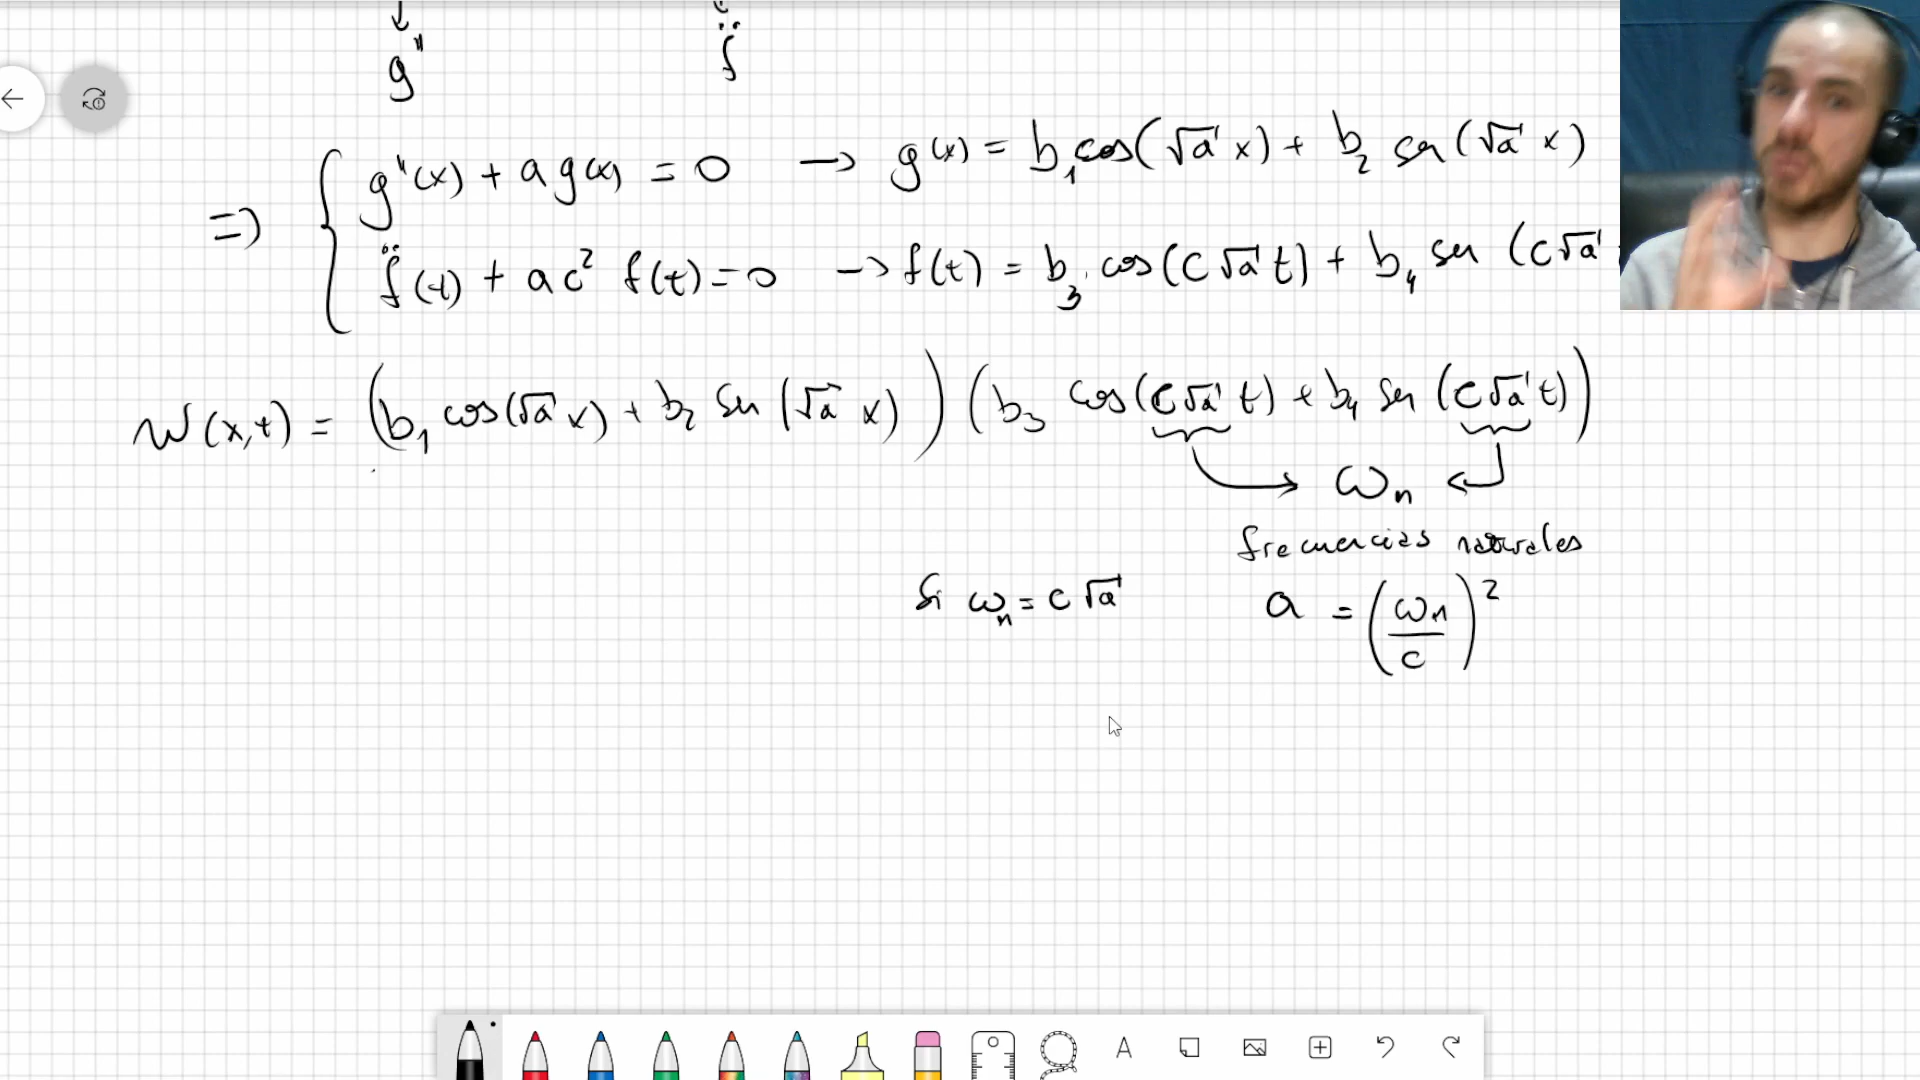 g" f̈
⇒ { g"(x) + a g(x) = 0 → g(x) = b₁ cos(√a x) + b₂ sen(√a x)
f̈(t) + ac² f(t) = 0 → f(t) = b₃ cos(c√a t) + b₄ sen (c√a
w(x,t) = (b₁ cos(√a x) + b₂ sen (√a x)) (b₃ cos(c√a t) + b₄ sen (c√a t))
→ ωₙ ←
frecuencias naturales
Si ωₙ = c√a a = (ωₙ/c)²
A